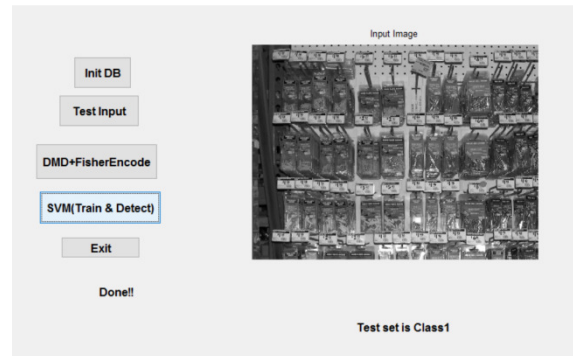 Input Image
Init DB
Test Input
DMD+FisherEncode
SVM(Train & Detect)
Exit
Done!!
Test set is Class1